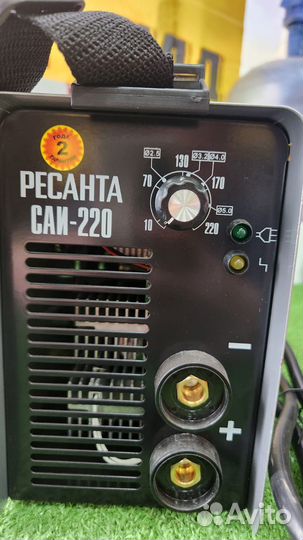 2
ГОДА
ГАРАНТИИ
РЕСАНТА
САИ-220
Ø2.5
Ø3.2
Ø4.0
Ø5.0
10
70
130
170
220
−
+
Avito